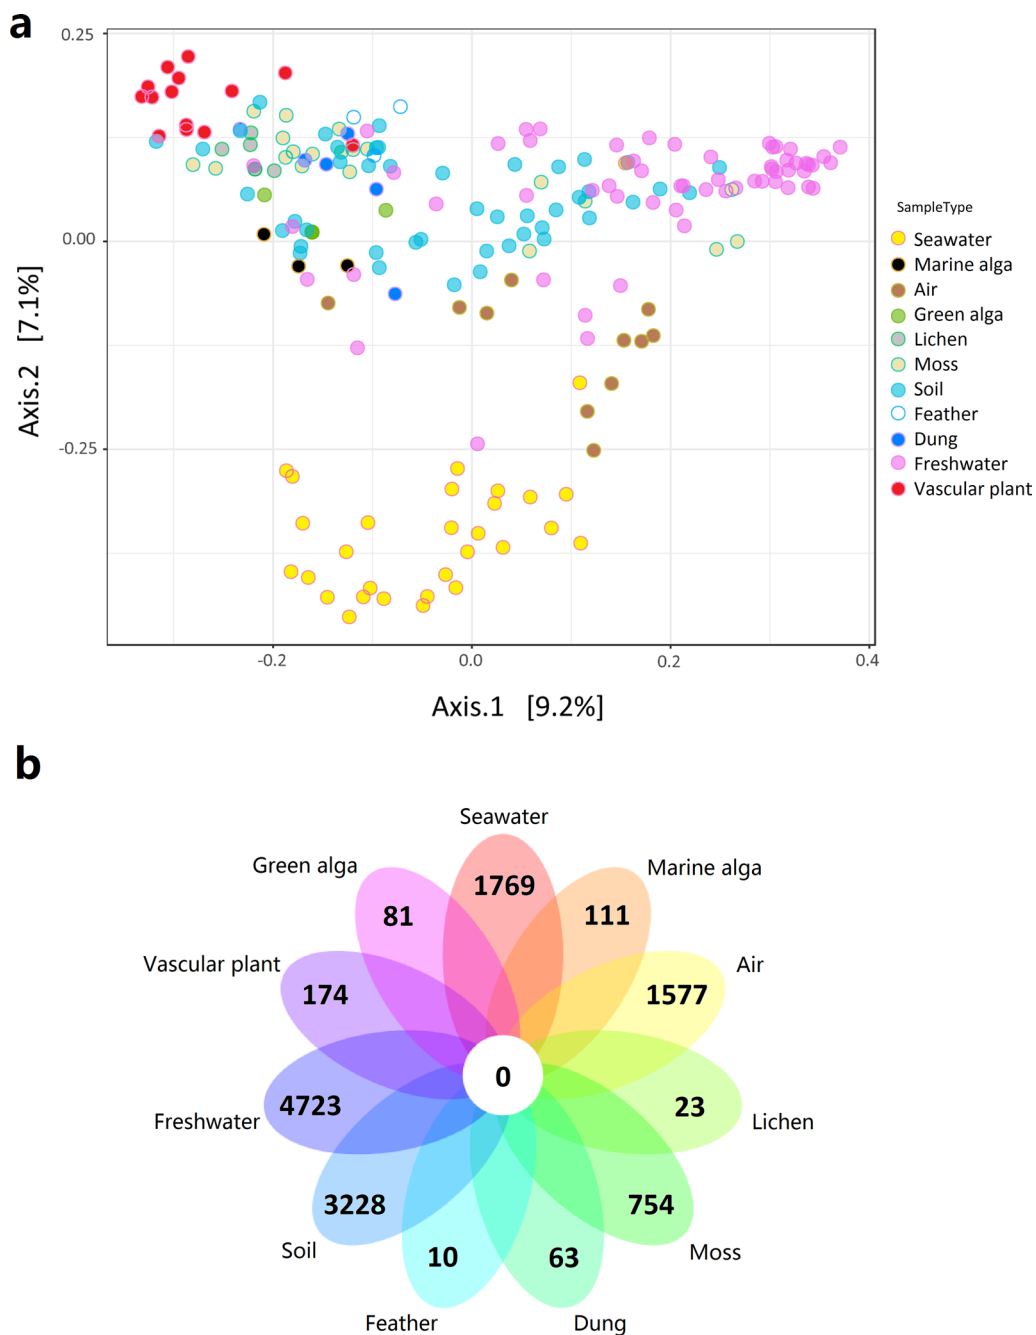 a
0.25
0.00
-0.25
Axis.2 [7.1%]
-0.2
0.0
0.2
0.4
Axis.1 [9.2%]
SampleType
Seawater
Marine alga
Air
Green alga
Lichen
Moss
Soil
Feather
Dung
Freshwater
Vascular plant
b
Seawater
Green alga
Marine alga
1769
81
111
Vascular plant
Air
174
1577
0
4723
23
Freshwater
Lichen
3228
754
Soil
Moss
10
63
Feather
Dung